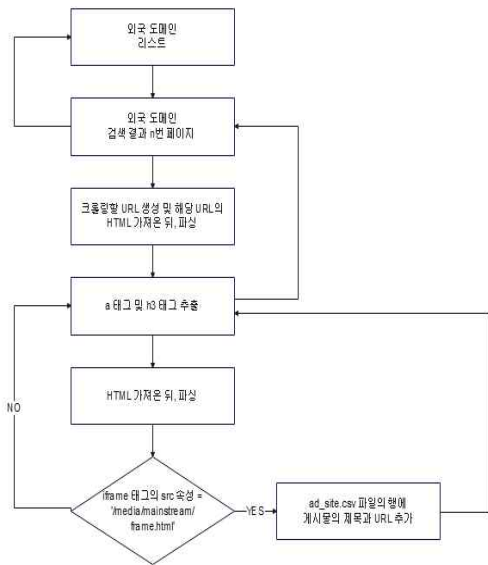 외국 도메인
리스트
외국 도메인
검색 결과 n번 페이지
크롤링할 URL 생성 및 해당 URL의
HTML 가져온 뒤, 파싱
a 태그 및 h3 태그 추출
HTML 가져온 뒤, 파싱
NO
iframe 태그의 src 속성 =
'/media/mainstream/
frame.html'
YES
ad_site.csv 파일의 행에
게시물의 제목과 URL 추가